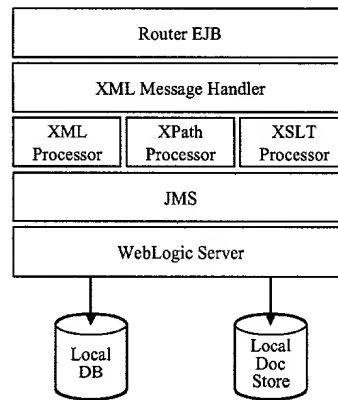 Router EJB
XML Message Handler
XML
Processor
XPath
Processor
XSLT
Processor
JMS
WebLogic Server
Local
DB
Local
Doc
Store